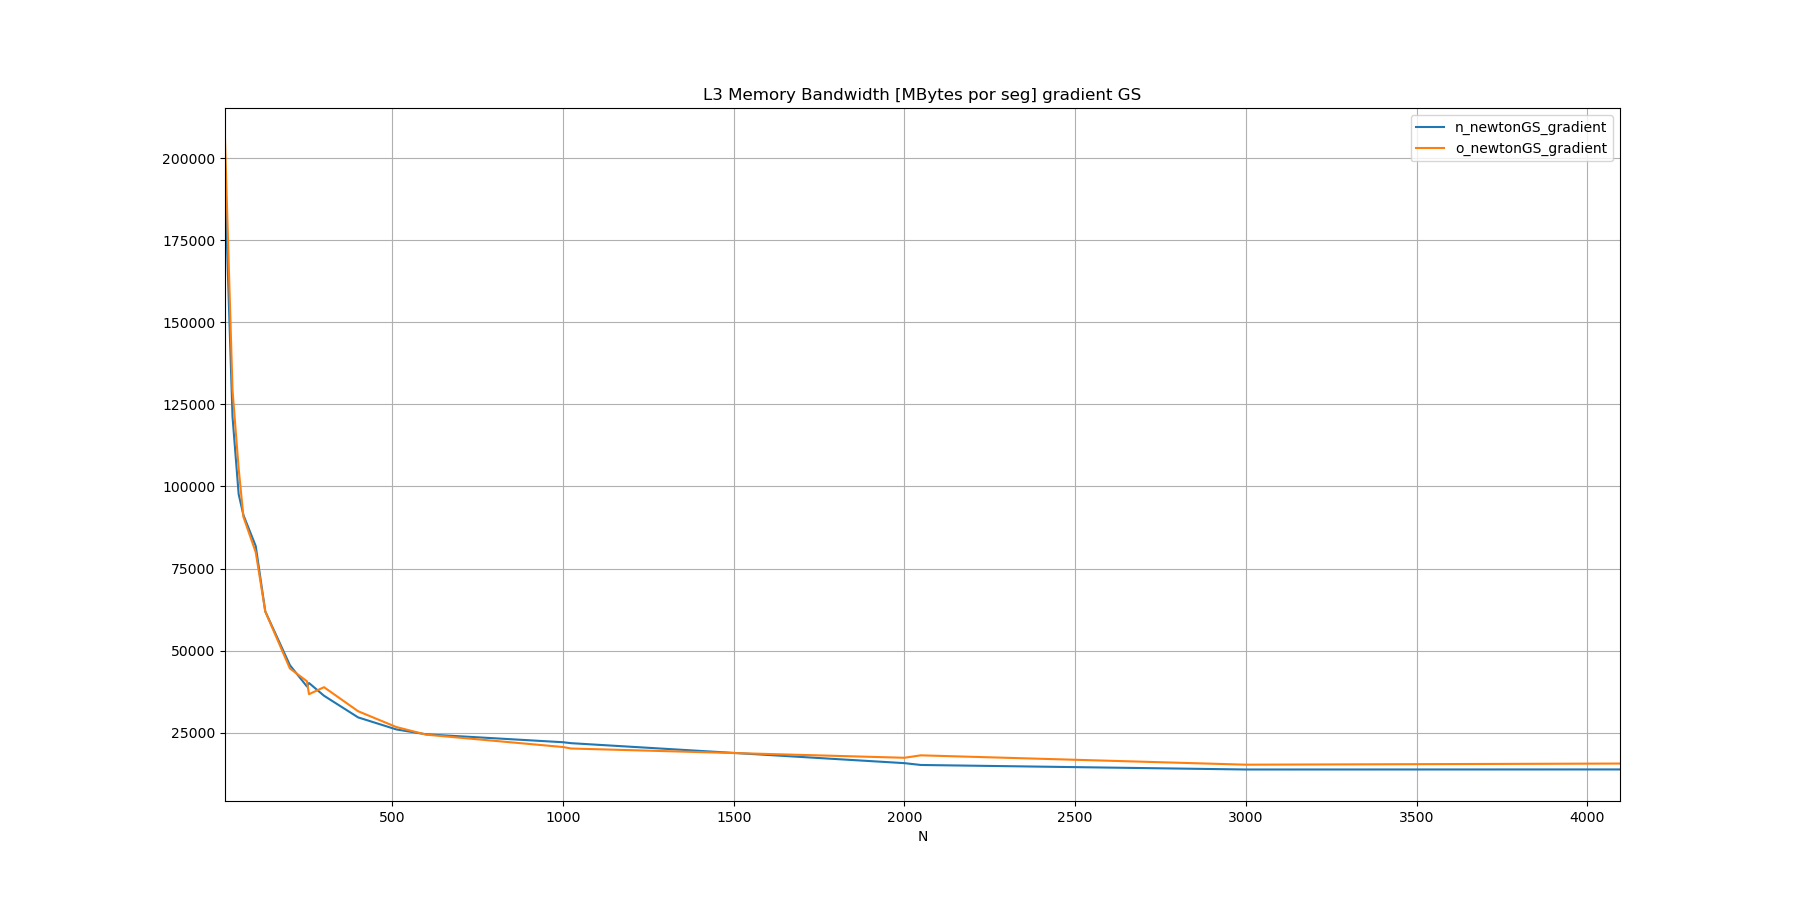 L3 Memory Bandwidth [MBytes por seg] gradient GS
n_newtonGS_gradient
o_newtonGS_gradient
200000
175000
150000
125000
100000
75000
50000
25000
500 1000 1500 2000 2500 3000 3500 4000
N